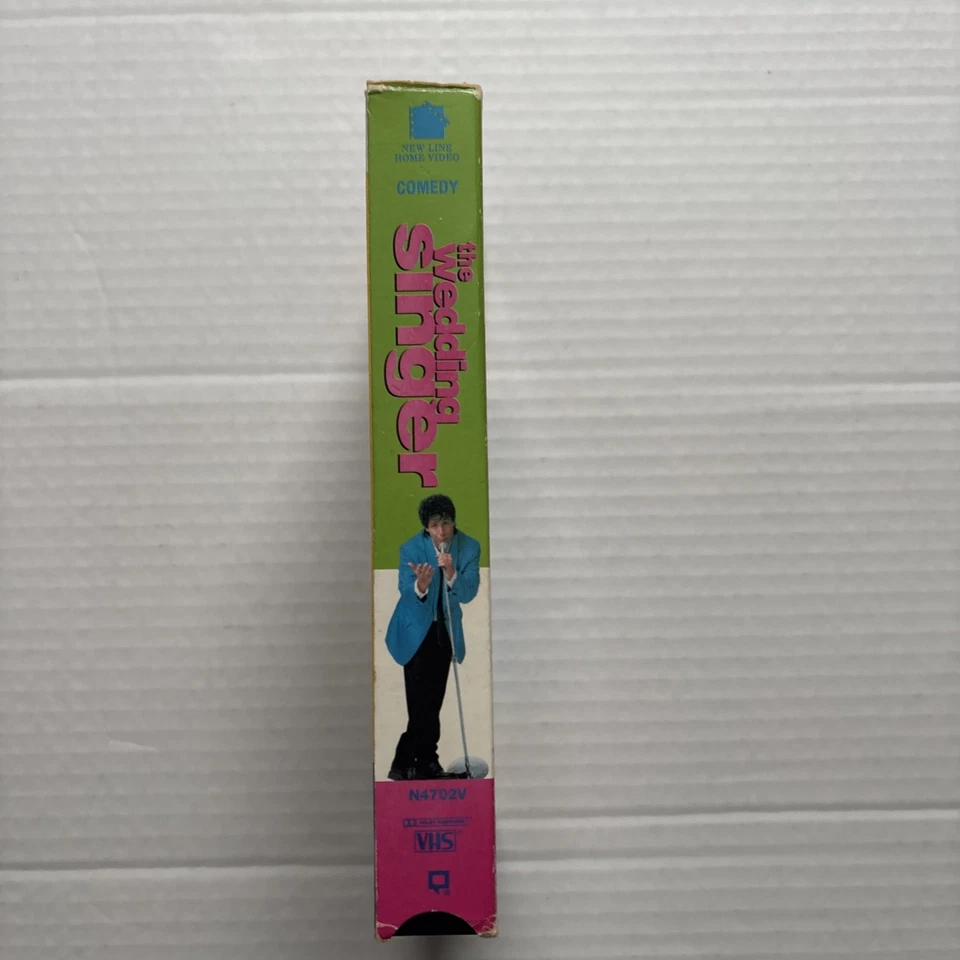 NEW LINE
HOME VIDEO
COMEDY
the
wedding
singer
N4702V
VHS